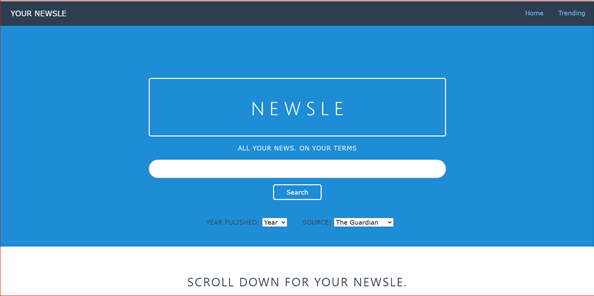 YOUR NEWSLE
Home Trending
NEWSLE
ALL YOUR NEWS. ON YOUR TERMS
Search
YEAR PULISHED: Year SOURCE: The Guardian
SCROLL DOWN FOR YOUR NEWSLE.